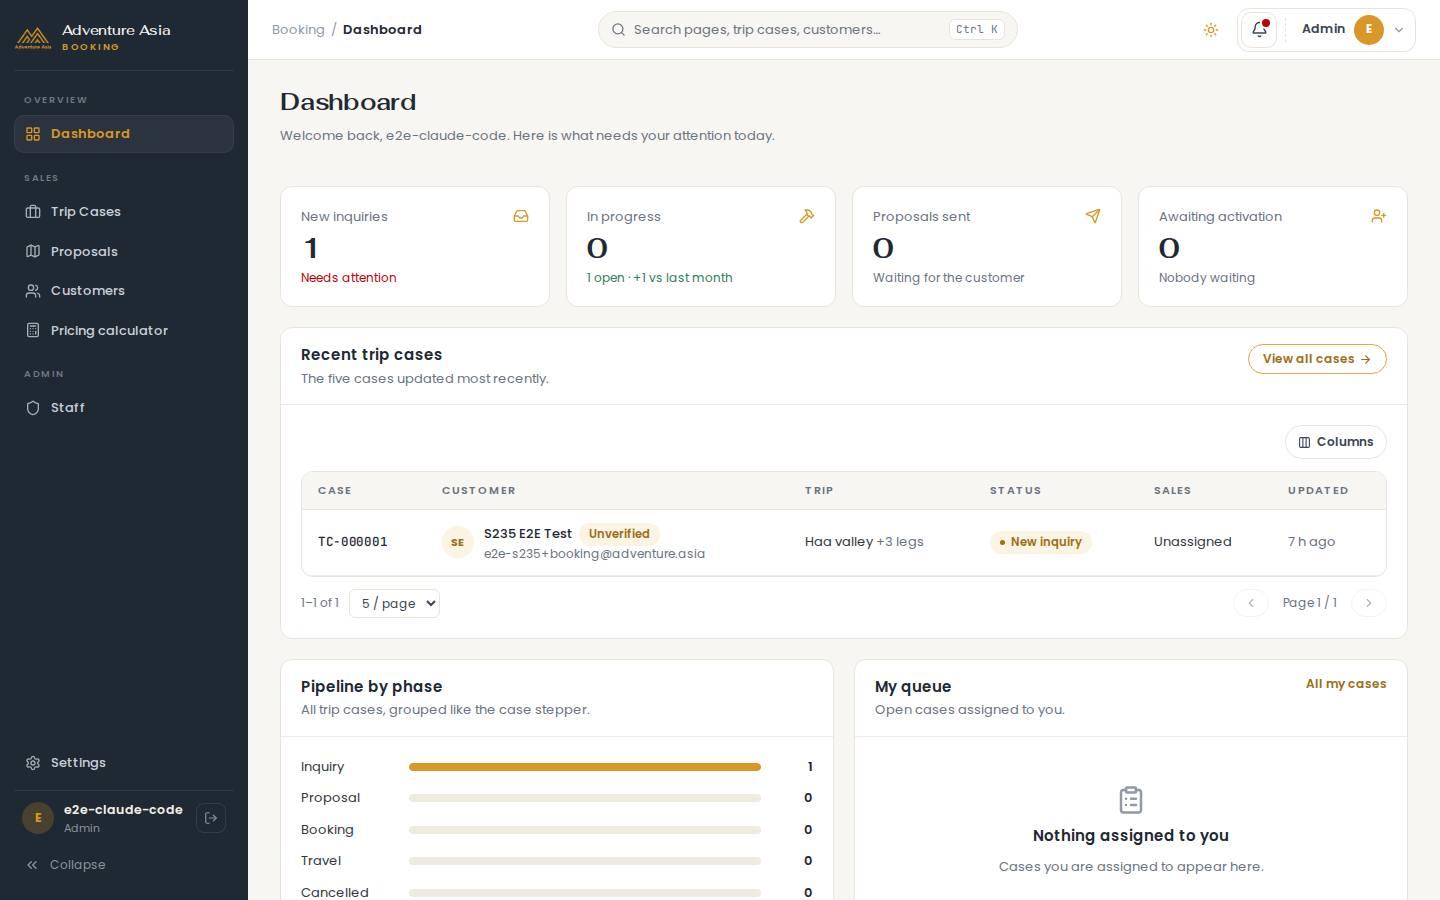 Adventure Asia
BOOKING
Adventure Asia
OVERVIEW
Dashboard
SALES
Trip Cases
Proposals
Customers
Pricing calculator
ADMIN
Staff
Settings
E
e2e-claude-code
Admin
Collapse
Booking / Dashboard
Search pages, trip cases, customers...
Ctrl K
Admin
E
Dashboard
Welcome back, e2e-claude-code. Here is what needs your attention today.
New inquiries
1
Needs attention
In progress
0
1 open · +1 vs last month
Proposals sent
0
Waiting for the customer
Awaiting activation
0
Nobody waiting
Recent trip cases
The five cases updated most recently.
View all cases →
Columns
CASE CUSTOMER TRIP STATUS SALES UPDATED
TC-000001 SE S235 E2E Test Unverified Haa valley +3 legs New inquiry Unassigned 7 h ago
e2e-s235+booking@adventure.asia
1–1 of 1 5 / page
Page 1 / 1
Pipeline by phase
All trip cases, grouped like the case stepper.
Inquiry 1
Proposal 0
Booking 0
Travel 0
Cancelled 0
My queue
Open cases assigned to you.
All my cases
Nothing assigned to you
Cases you are assigned to appear here.